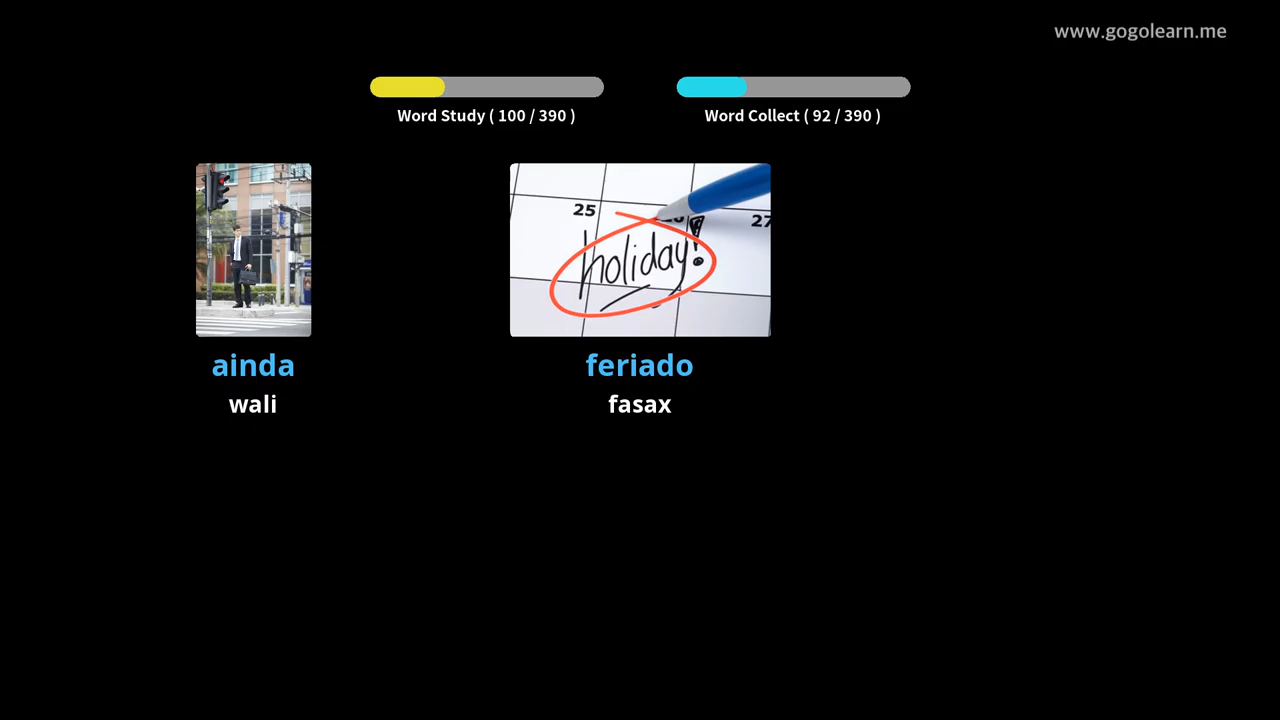 www.gogolearn.me
Word Study ( 100 / 390 )
Word Collect ( 92 / 390 )
25
27
holiday!
ainda
feriado
wali
fasax